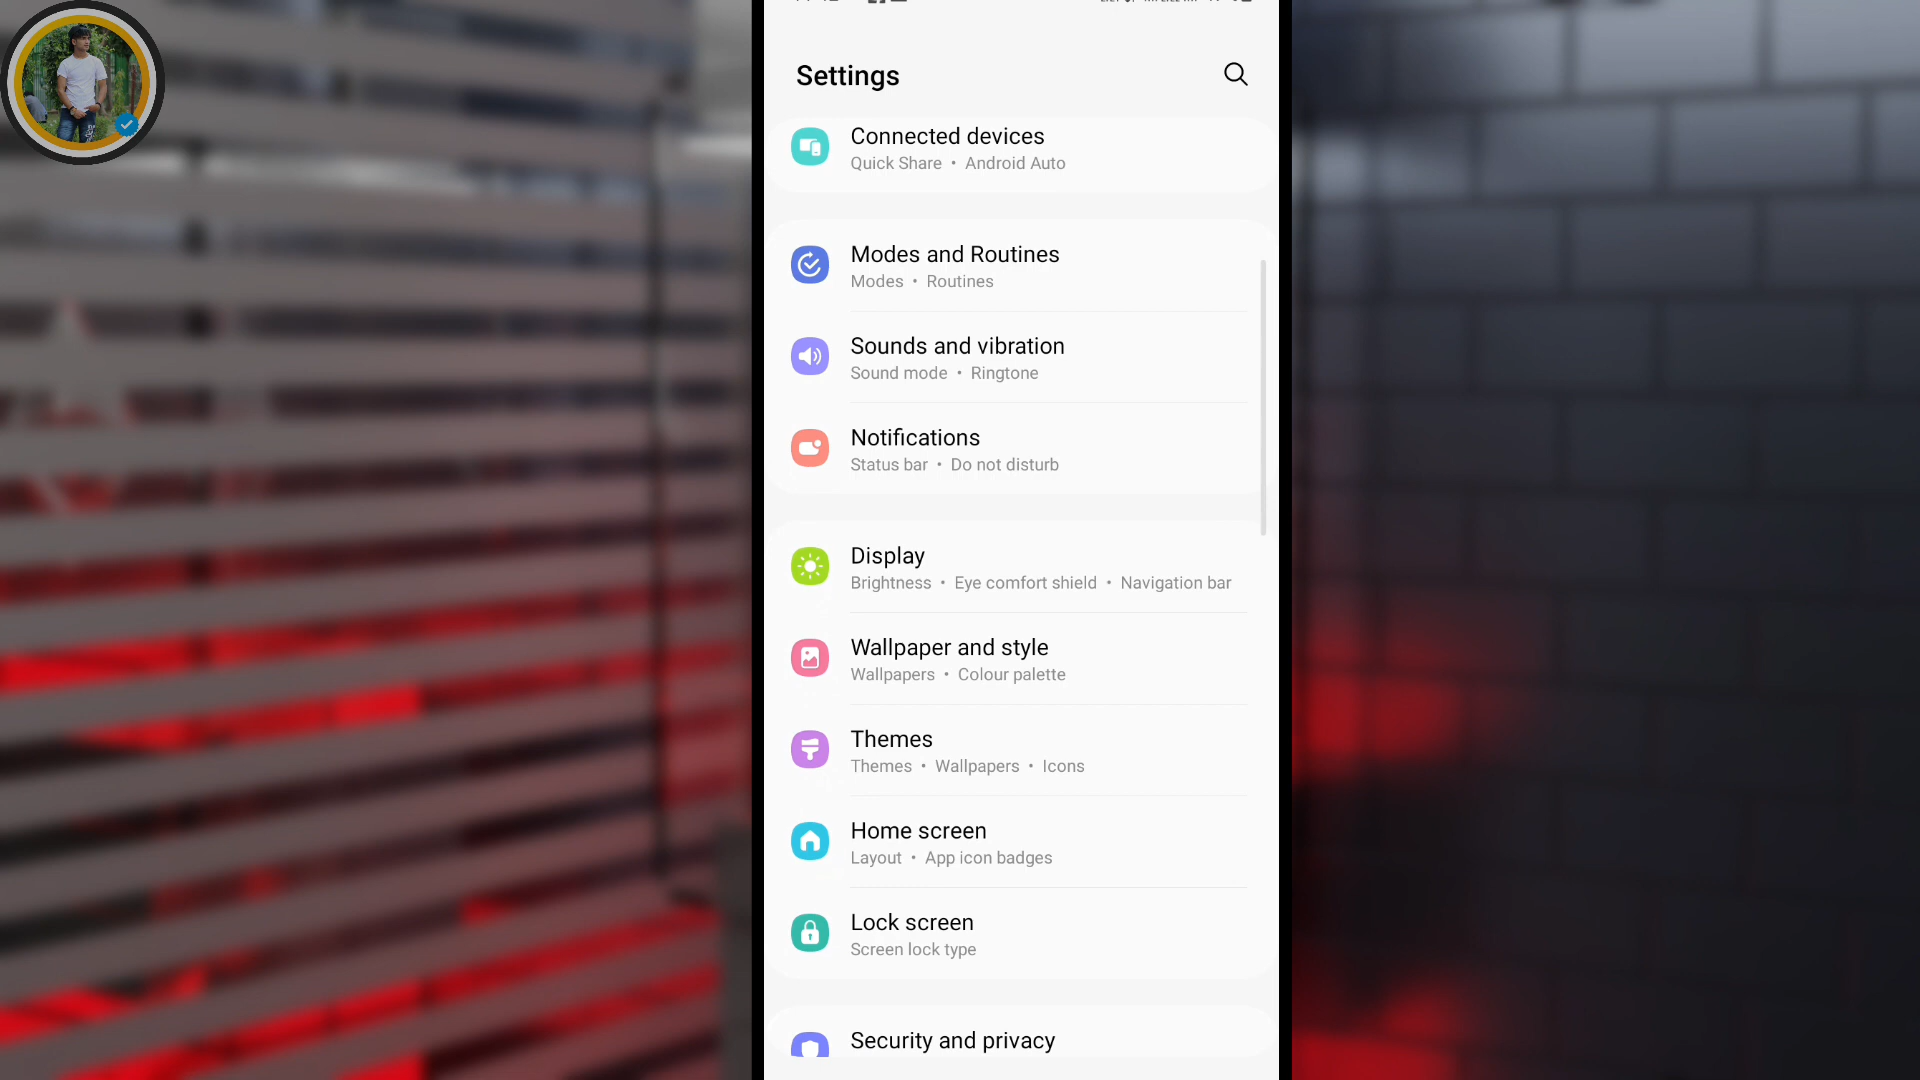 Settings
Connected devices
Quick Share • Android Auto
Modes and Routines
Modes • Routines
Sounds and vibration
Sound mode • Ringtone
Notifications
Status bar • Do not disturb
Display
Brightness • Eye comfort shield • Navigation bar
Wallpaper and style
Wallpapers • Colour palette
Themes
Themes • Wallpapers • Icons
Home screen
Layout • App icon badges
Lock screen
Screen lock type
Security and privacy